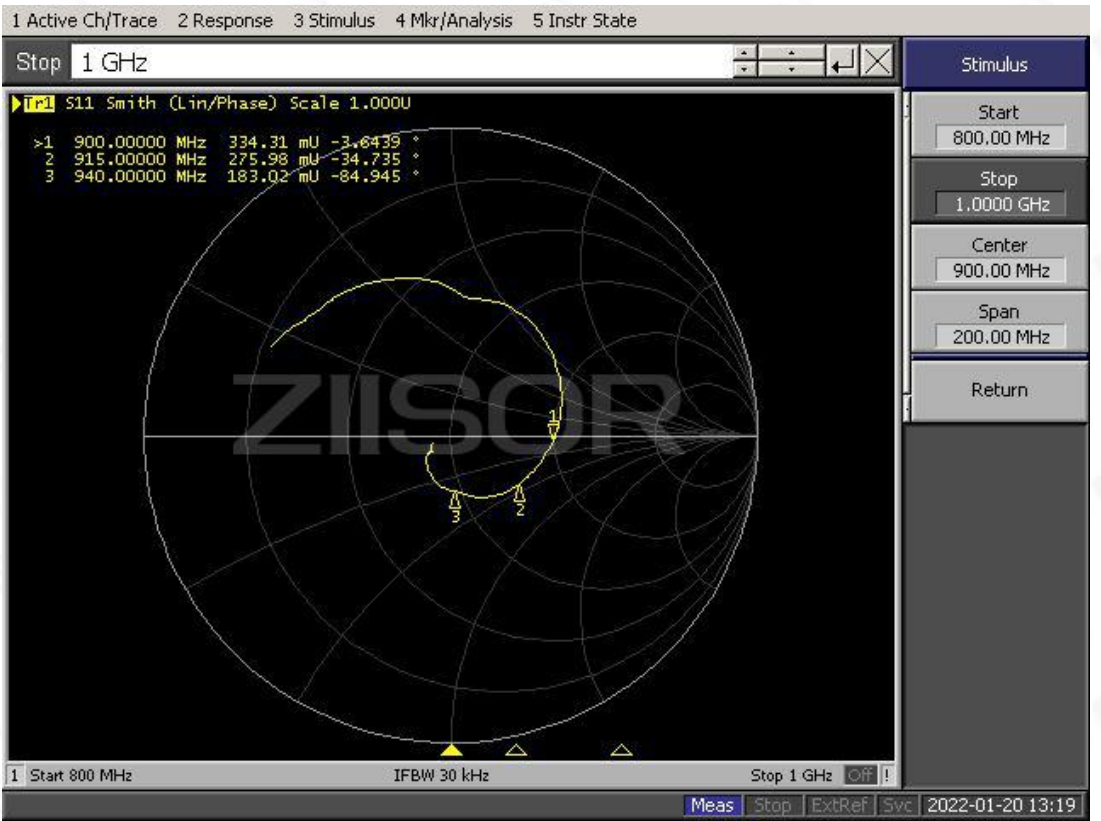 1 Active Ch/Trace 2 Response 3 Stimulus 4 Mkr/Analysis 5 Instr State
Stop 1 GHz
Stimulus
Tr1 S11 Smith (Lin/Phase) Scale 1.000U
>1 900.00000 MHz 334.31 mU -3.6439 °
2 915.00000 MHz 275.98 mU -34.735 °
3 940.00000 MHz 183.02 mU -84.945 °
Start
800.00 MHz
Stop
1.0000 GHz
Center
900.00 MHz
Span
200.00 MHz
Return
ZIISOR
1
2
3
1 Start 800 MHz IFBW 30 kHz Stop 1 GHz Off !
Meas Stop ExtRef Svc 2022-01-20 13:19